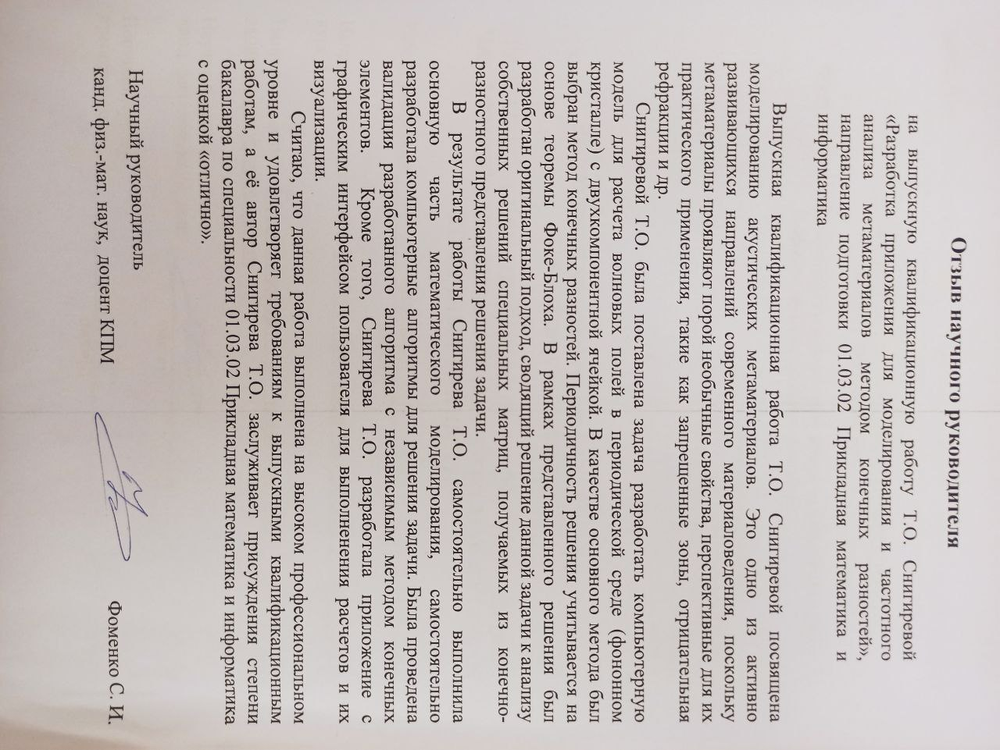 Отзыв научного руководителя
на выпускную квалификационную работу Т.О. Снигиревой
«Разработка приложения для моделирования и частотного
анализа метаматериалов методом конечных разностей»,
направление подготовки 01.03.02 Прикладная математика и
информатика
Выпускная квалификационная работа Т.О. Снигиревой посвящена
моделированию акустических метаматериалов. Это одно из активно
развивающихся направлений современного материаловедения, поскольку
метаматериалы проявляют порой необычные свойства, перспективные для их
практического применения, такие как запрещенные зоны, отрицательная
рефракции и др.
Снигиревой Т.О. была поставлена задача разработать компьютерную
модель для расчета волновых полей в периодической среде (фононном
кристалле) с двухкомпонентной ячейкой. В качестве основного метода был
выбран метод конечных разностей. Периодичность решения учитывается на
основе теоремы Фоке-Блоха. В рамках представленного решения был
разработан оригинальный подход, сводящий решение данной задачи к анализу
собственных решений специальных матриц, получаемых из конечно-
разностного представления решения задачи.
В результате работы Снигирева Т.О. самостоятельно выполнила
основную часть математического моделирования, самостоятельно
разработала компьютерные алгоритмы для решения задачи. Была проведена
валидация разработанного алгоритма с независимым методом конечных
элементов. Кроме того, Снигирева Т.О. разработала приложение с
графическим интерфейсом пользователя для выполнения расчетов и их
визуализации.
Считаю, что данная работа выполнена на высоком профессиональном
уровне и удовлетворяет требованиям к выпускными квалификационным
работам, а её автор Снигирева Т.О. заслуживает присуждения степени
бакалавра по специальности 01.03.02 Прикладная математика и информатика
с оценкой «отлично».
Научный руководитель
канд. физ.-мат. наук, доцент КПМ
Фоменко С. И.